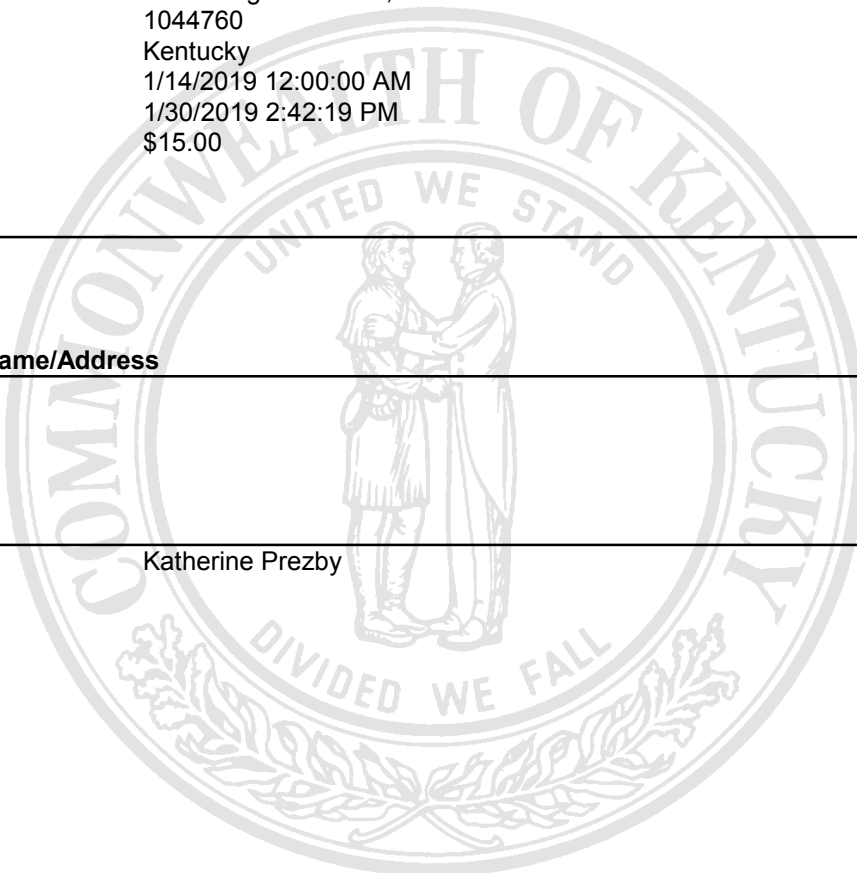 1044760
Kentucky
1/14/2019 12:00:00 AM
1/30/2019 2:42:19 PM
$15.00
COMMONWEALTH OF KENTUCKY
UNITED WE STAND
ame/Address
Katherine Prezby
DIVIDED WE FALL